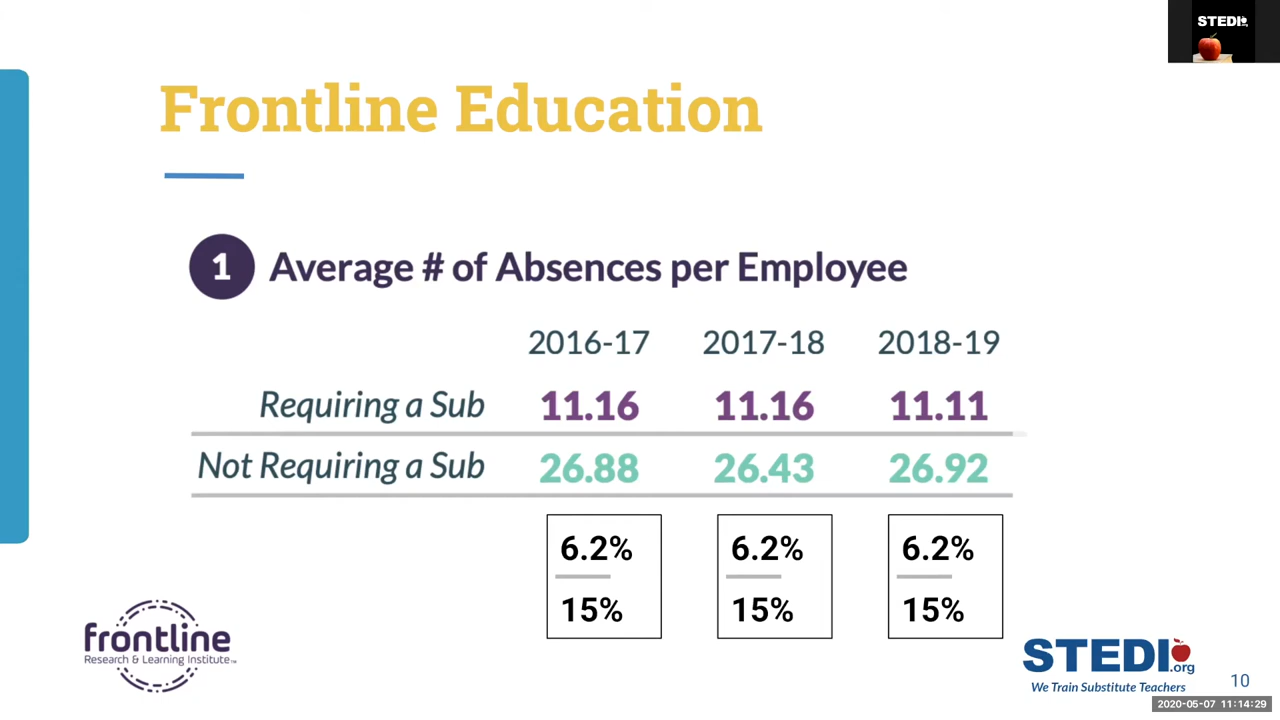 STEDI
Frontline Education
1 Average # of Absences per Employee
2016-17 2017-18 2018-19
Requiring a Sub 11.16 11.16 11.11
Not Requiring a Sub 26.88 26.43 26.92
6.2% 6.2% 6.2%
15% 15% 15%
frontline
Research & Learning Institute™
STEDI.org
We Train Substitute Teachers
10
2020-05-07 11:14:29